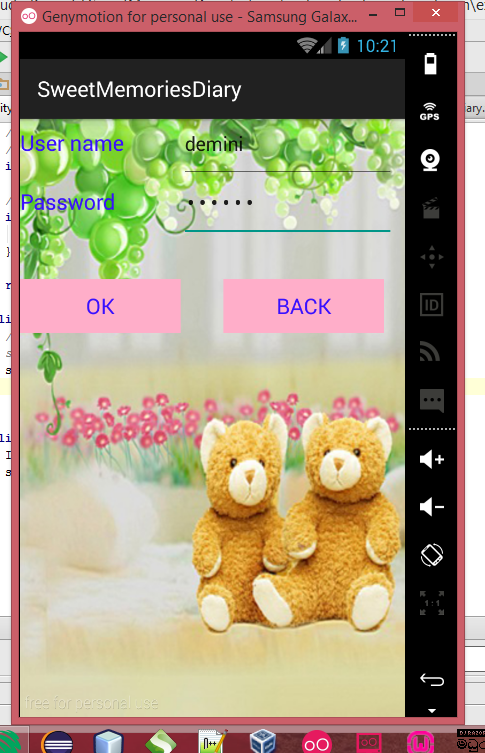 Genymotion for personal use - Samsung Galax...
10:21
SweetMemoriesDiary
GPS
User name
demini
Password
ID
OK
BACK
1:1
free for personal use